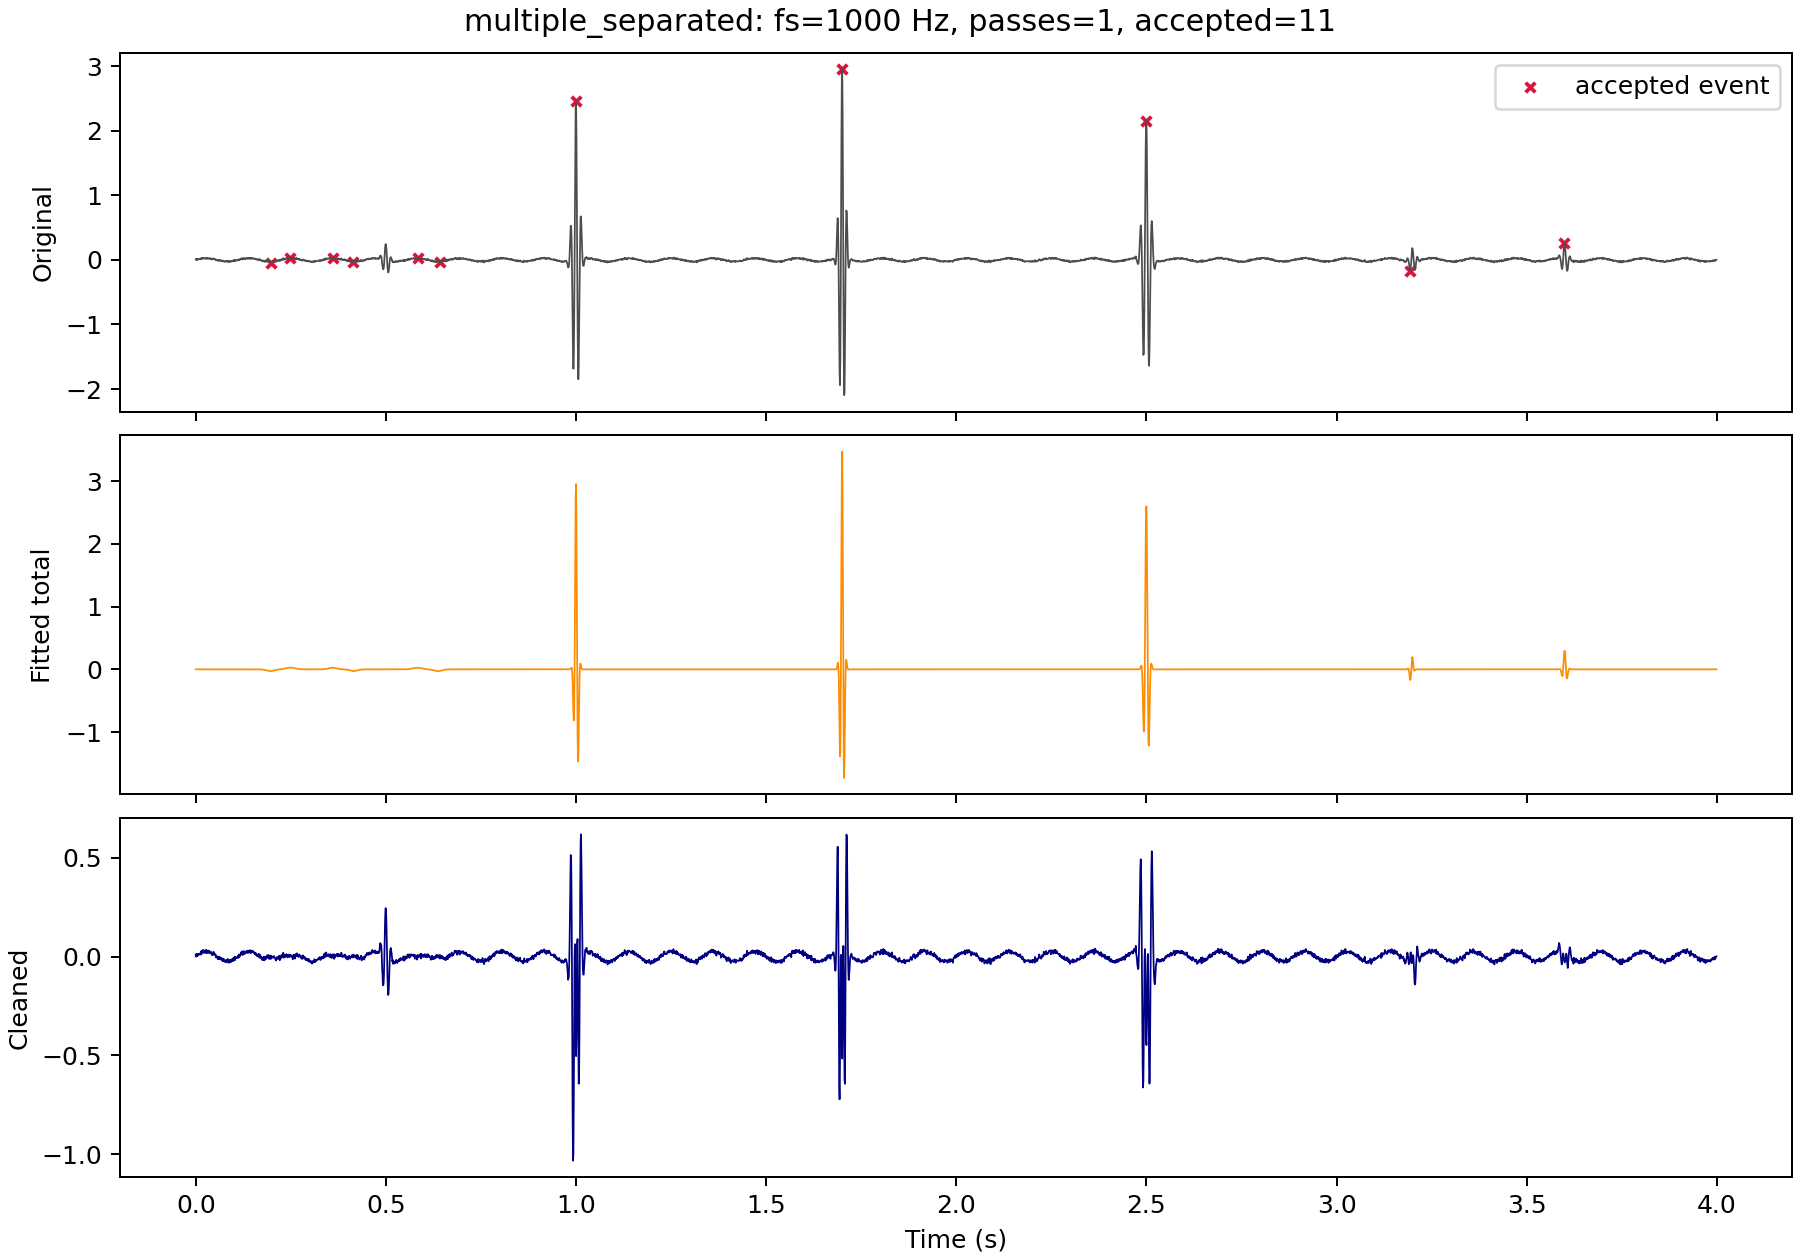 multiple_separated: fs=1000 Hz, passes=1, accepted=11
3
2
1
0
−1
−2
Original
accepted event
3
2
1
0
−1
Fitted total
0.5
0.0
−0.5
−1.0
Cleaned
0.0 0.5 1.0 1.5 2.0 2.5 3.0 3.5 4.0
Time (s)